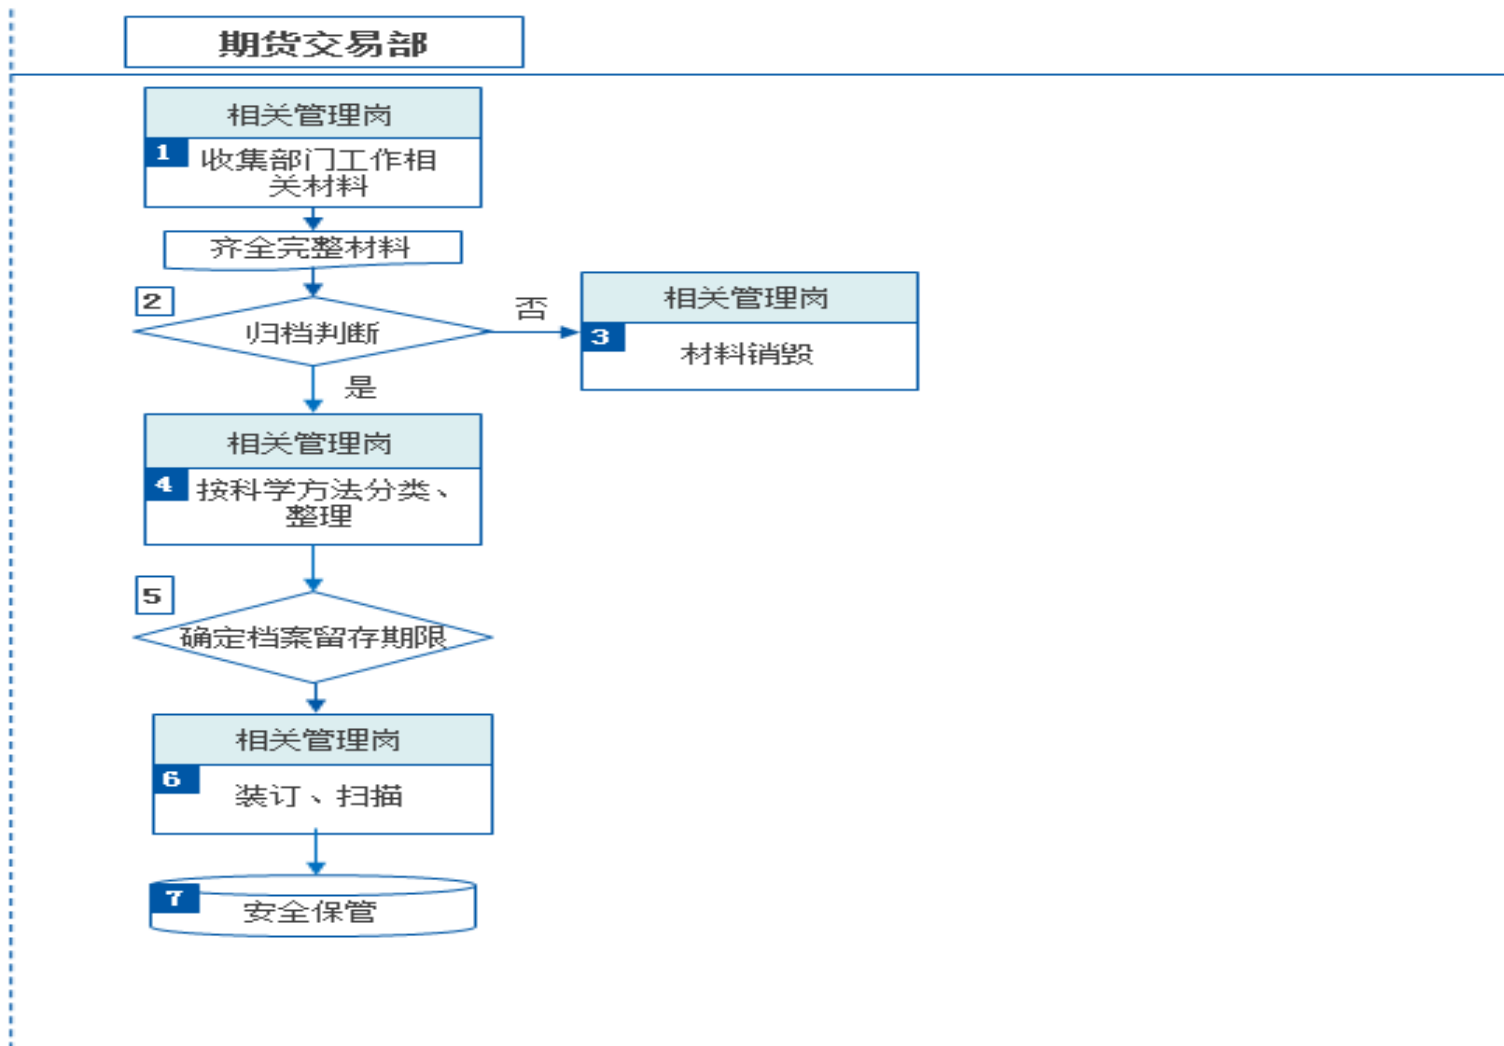 期货交易部
相关管理岗
1
收集部门工作相
关材料
齐全完整材料
2
归档判断
否
相关管理岗
3
材料销毁
是
相关管理岗
4
按科学方法分类、
整理
5
确定档案留存期限
相关管理岗
6
装订、扫描
7
安全保管